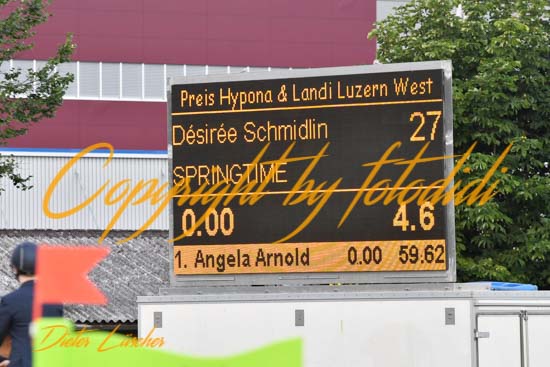 Preis Hypona & Landi Luzern West
Désirée Schmidlin 27
SPRINGTIME
Copyright by fotodidi
0.00 4.6
1. Angela Arnold 0.00 59.62
Dieter Lüscher